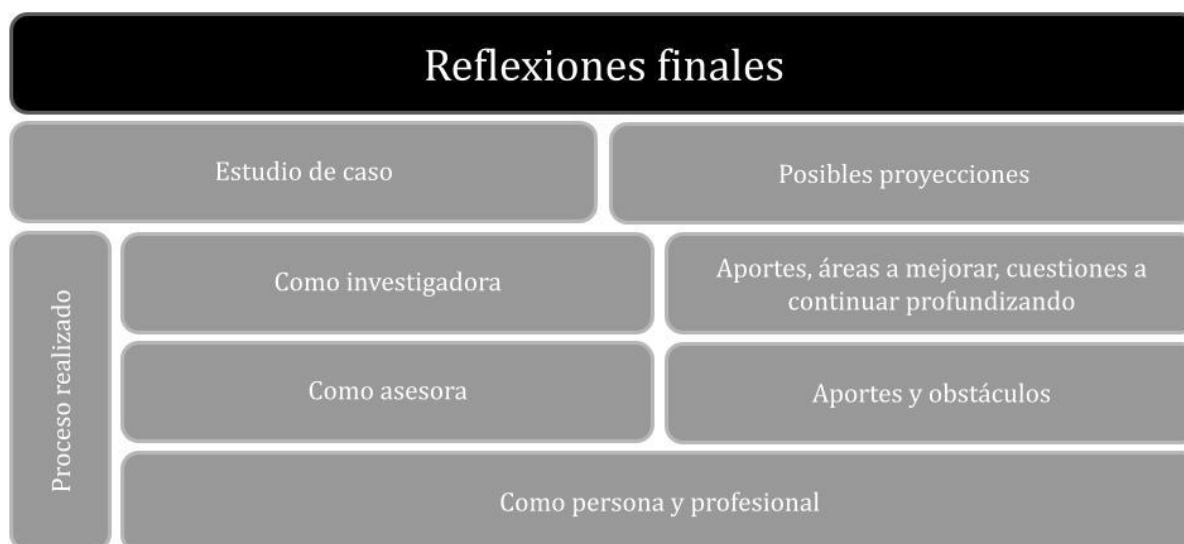 Reflexiones finales
Estudio de caso
Posibles proyecciones
Proceso realizado
Como investigadora
Aportes, áreas a mejorar, cuestiones a
continuar profundizando
Como asesora
Aportes y obstáculos
Como persona y profesional